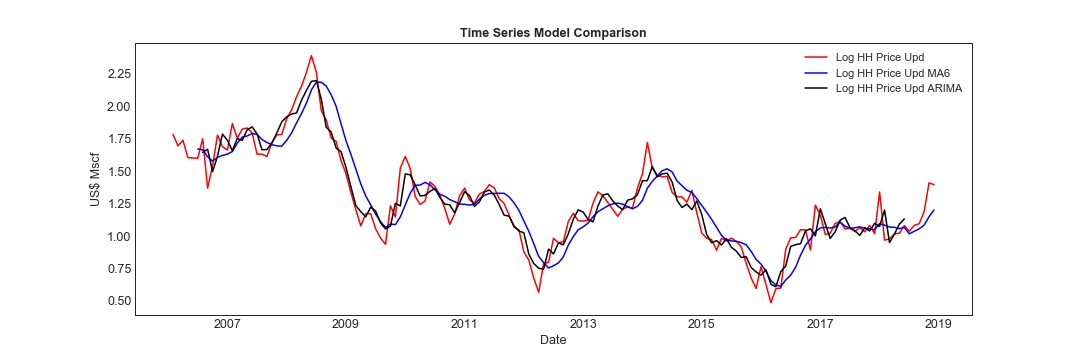 Time Series Model Comparison
Log HH Price Upd
Log HH Price Upd MA6
Log HH Price Upd ARIMA
US$ Mscf
2.25
2.00
1.75
1.50
1.25
1.00
0.75
0.50
2007 2009 2011 2013 2015 2017 2019
Date